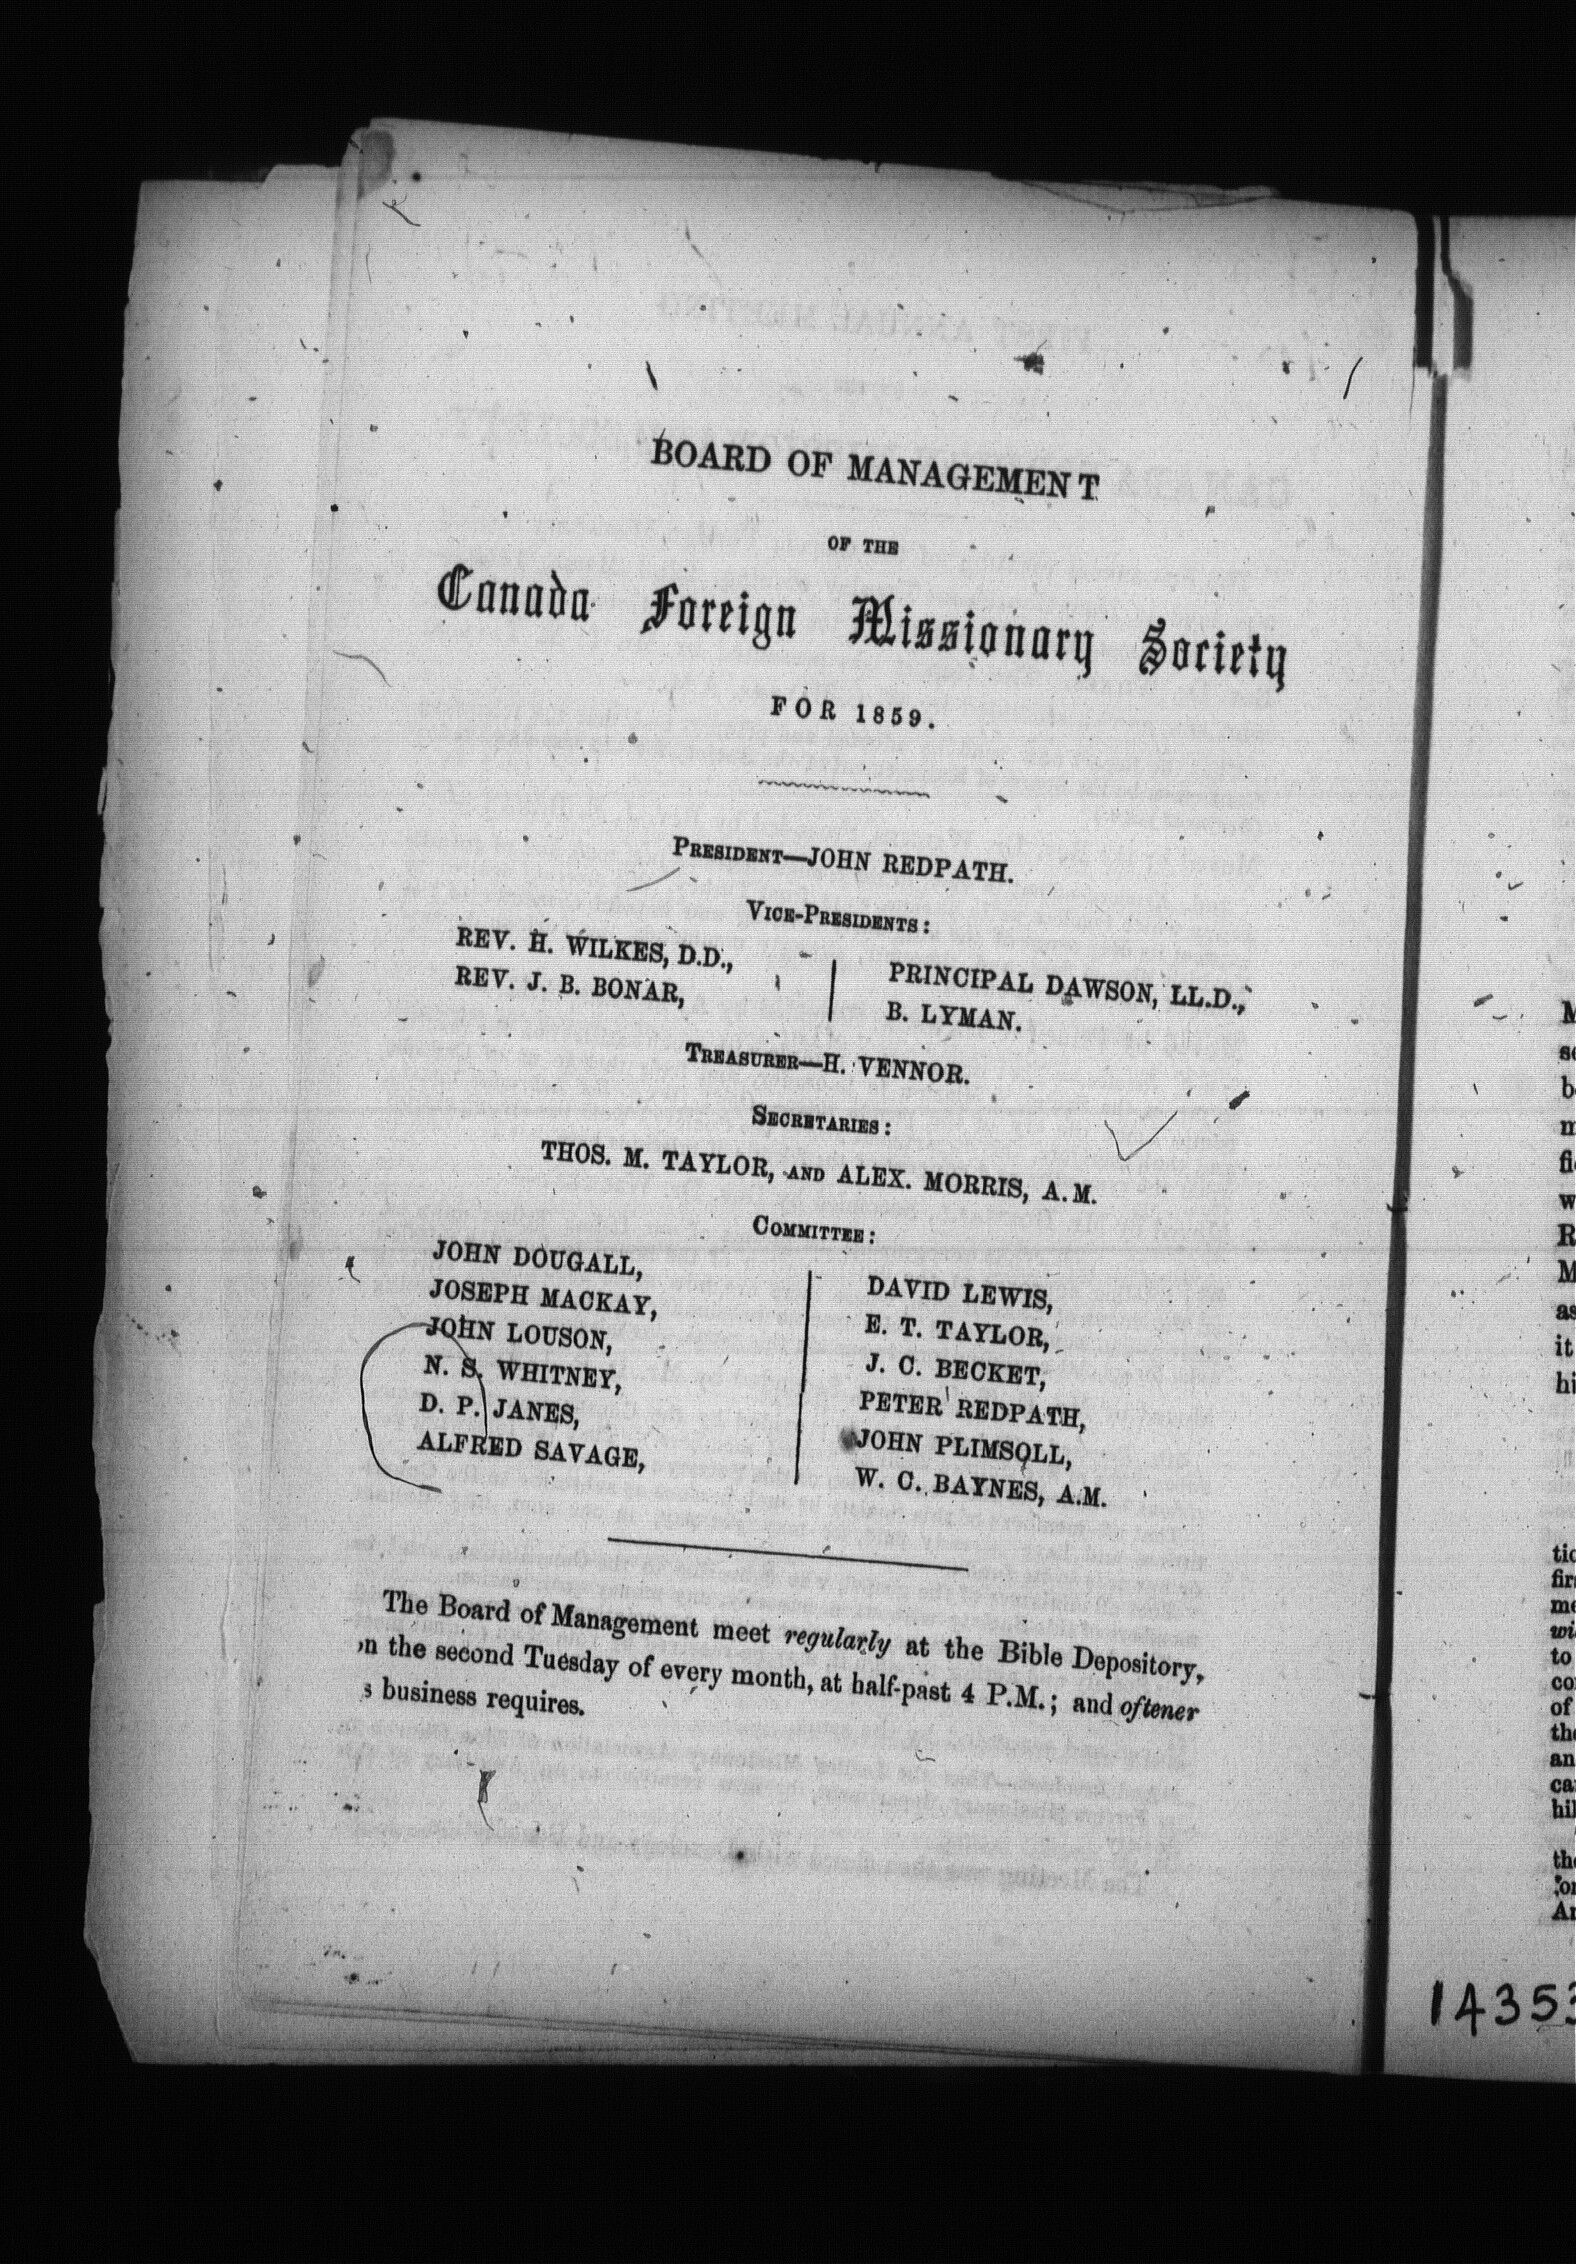 BOARD OF MANAGEMENT
OF THE
Canada Foreign Missionary Society
FOR 1859.
PRESIDENT—JOHN REDPATH.
VICE-PRESIDENTS:
REV. H. WILKES, D.D.,
REV. J. B. BONAR,
PRINCIPAL DAWSON, LL.D.,
B. LYMAN.
TREASURER—H. VENNOR.
SECRETARIES:
THOS. M. TAYLOR, AND ALEX. MORRIS, A.M.
COMMITTEE:
JOHN DOUGALL,
JOSEPH MACKAY,
JOHN LOUSON,
N. S. WHITNEY,
D. P. JANES,
ALFRED SAVAGE,
DAVID LEWIS,
E. T. TAYLOR,
J. C. BECKET,
PETER REDPATH,
JOHN PLIMSOLL,
W. C. BAYNES, A.M.
The Board of Management meet regularly at the Bible Depository,
n the second Tuesday of every month, at half-past 4 P.M.; and oftener
s business requires.
14353